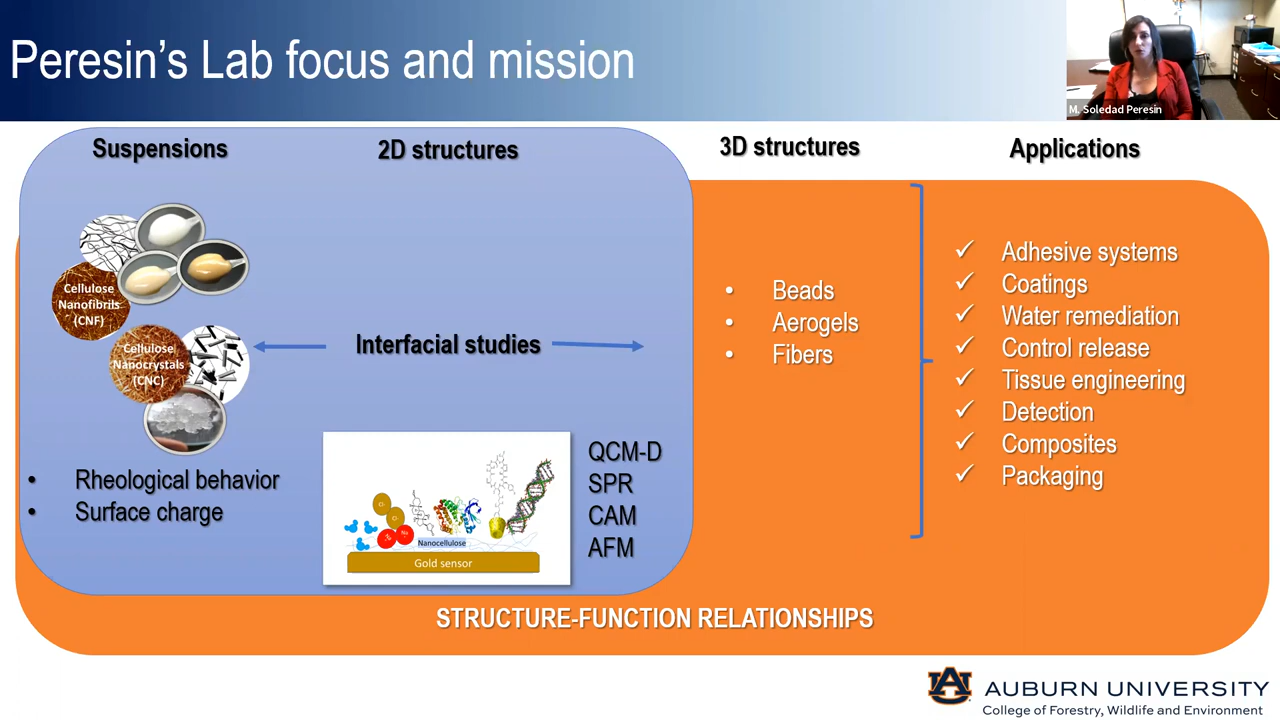 Peresin's Lab focus and mission
M. Soledad Peresin
Suspensions
2D structures
3D structures
Applications
Cellulose
Nanofibrils
(CNF)
Cellulose
Nanocrystals
(CNC)
• Rheological behavior
• Surface charge
Interfacial studies
Nanocellulose
Gold sensor
QCM-D
SPR
CAM
AFM
• Beads
• Aerogels
• Fibers
✓ Adhesive systems
✓ Coatings
✓ Water remediation
✓ Control release
✓ Tissue engineering
✓ Detection
✓ Composites
✓ Packaging
STRUCTURE-FUNCTION RELATIONSHIPS
AUBURN UNIVERSITY
College of Forestry, Wildlife and Environment